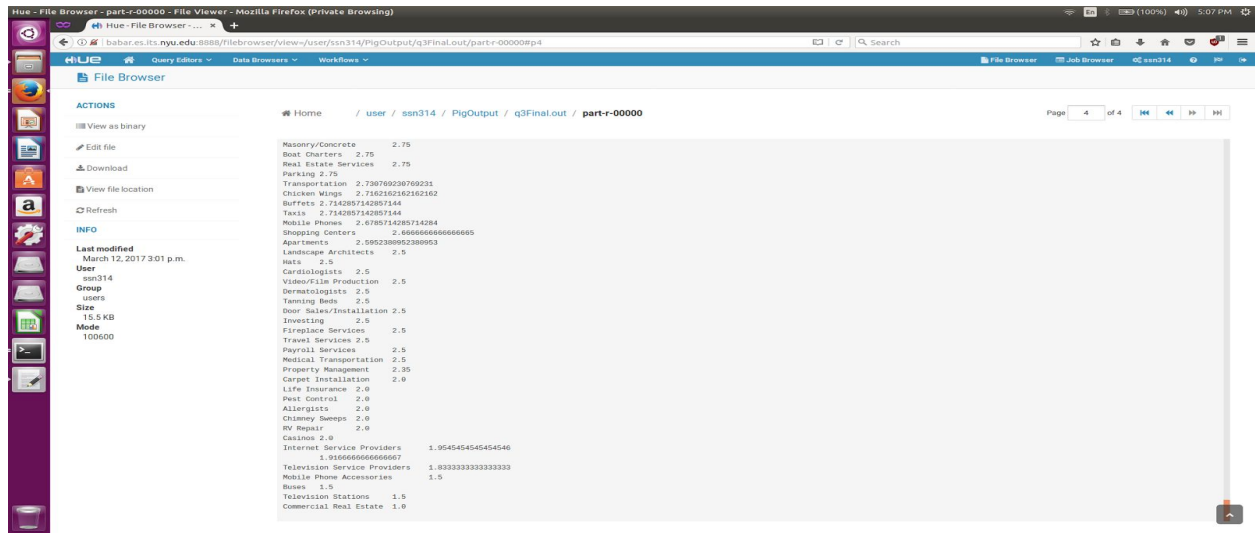 Hue - File Browser - part-r-00000 - File Viewer - Mozilla Firefox (Private Browsing)
En (100%) 5:07 PM
Hue - File Browser - ... × +
babar.es.its.nyu.edu:8888/filebrowser/view=/user/ssn314/PigOutput/q3Final.out/part-r-00000#p4
Search
HUE Query Editors Data Browsers Workflows File Browser Job Browser ssn314
File Browser
ACTIONS
View as binary
Edit file
Download
View file location
Refresh
INFO
Last modified
March 12, 2017 3:01 p.m.
User
ssn314
Group
users
Size
15.5 KB
Mode
100600
Home / user / ssn314 / PigOutput / q3Final.out / part-r-00000
Page 4 of 4
Masonry/Concrete 2.75
Boat Charters 2.75
Real Estate Services 2.75
Parking 2.75
Transportation 2.730769230769231
Chicken Wings 2.7162162162162162
Buffets 2.7142857142857144
Taxis 2.7142857142857144
Mobile Phones 2.6785714285714284
Shopping Centers 2.6666666666666665
Apartments 2.5952380952380953
Landscape Architects 2.5
Hats 2.5
Cardiologists 2.5
Video/Film Production 2.5
Dermatologists 2.5
Tanning Beds 2.5
Door Sales/Installation 2.5
Investing 2.5
Fireplace Services 2.5
Travel Services 2.5
Payroll Services 2.5
Medical Transportation 2.5
Property Management 2.35
Carpet Installation 2.0
Life Insurance 2.0
Pest Control 2.0
Allergists 2.0
Chimney Sweeps 2.0
RV Repair 2.0
Casinos 2.0
Internet Service Providers 1.9545454545454546
1.9166666666666667
Television Service Providers 1.8333333333333333
Mobile Phone Accessories 1.5
Buses 1.5
Television Stations 1.5
Commercial Real Estate 1.0